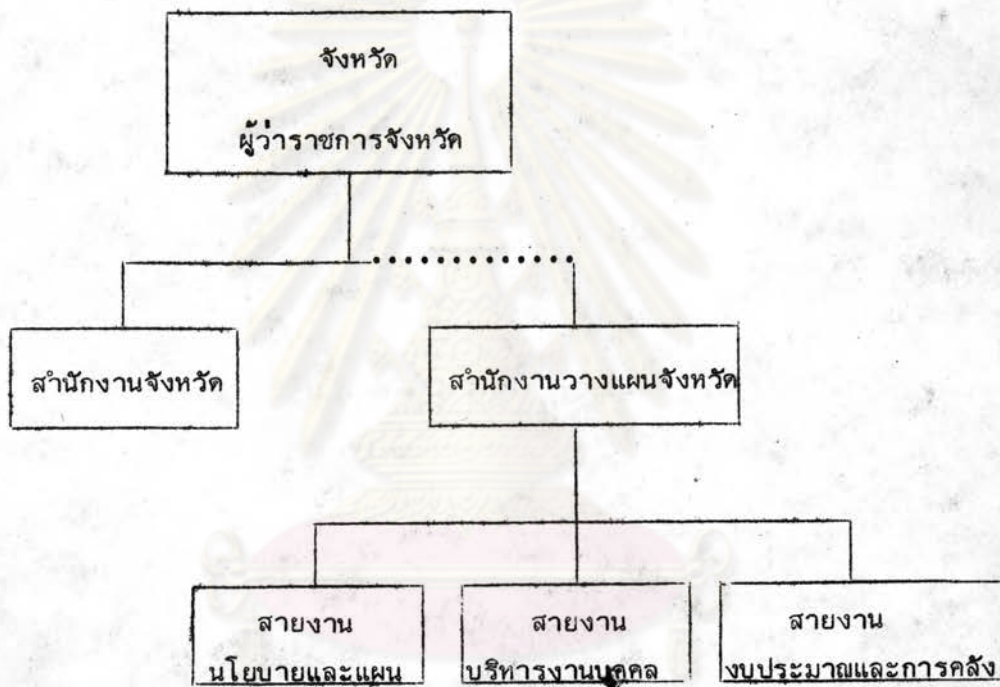 จังหวัด
ผู้ว่าราชการจังหวัด
สำนักงานจังหวัด
สำนักงานวางแผนจังหวัด
สายงาน
นโยบายและแผน
สายงาน
บริหารงานบุคคล
สายงาน
งบประมาณและการคลัง